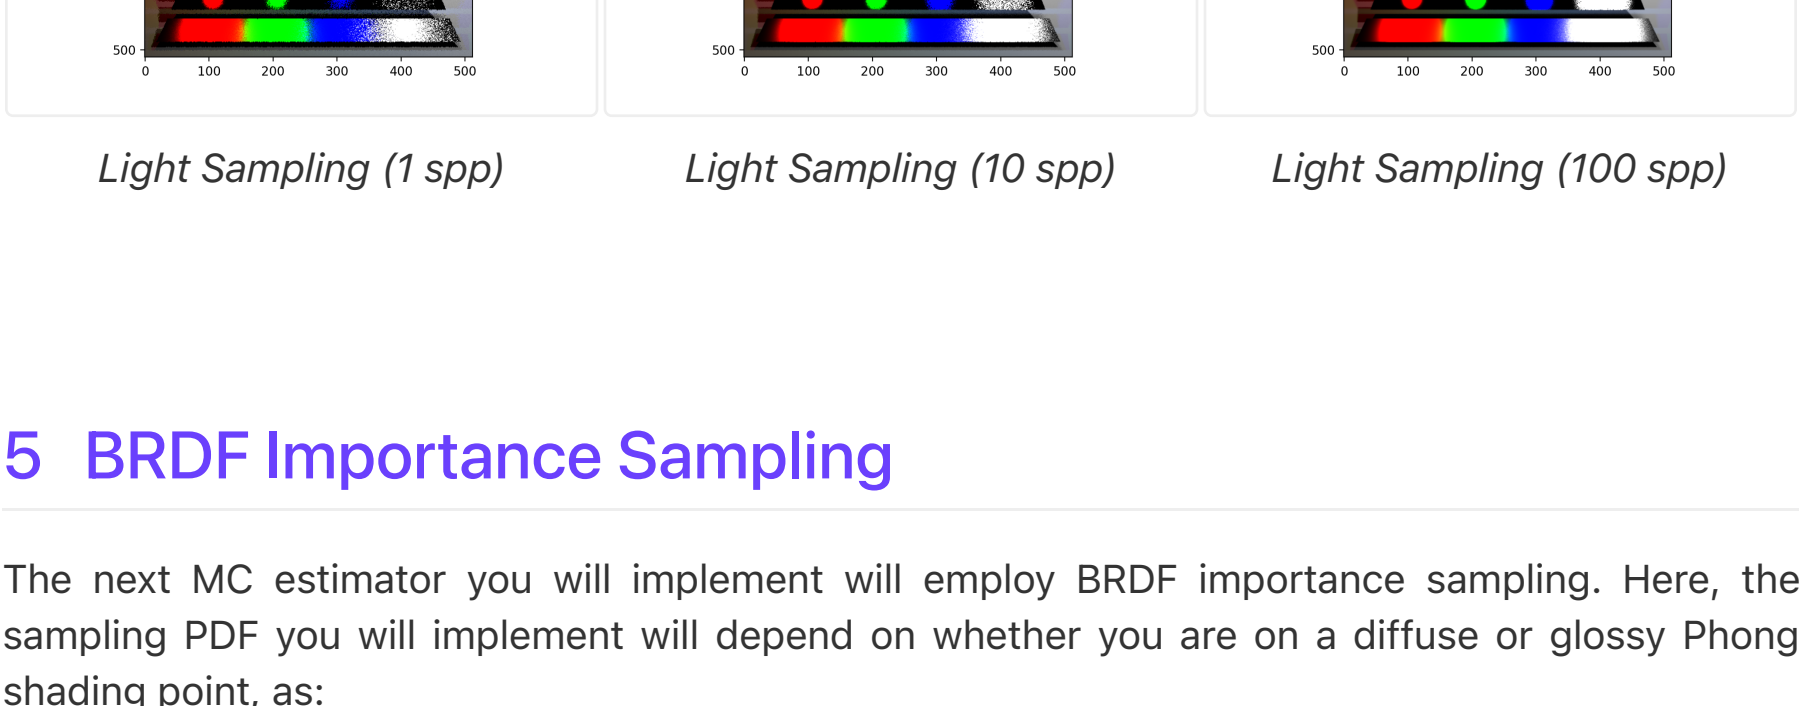 500 500 500
0 100 200 300 400 500 0 100 200 300 400 500 0 100 200 300 400 500
Light Sampling (1 spp) Light Sampling (10 spp) Light Sampling (100 spp)
5 BRDF Importance Sampling
The next MC estimator you will implement will employ BRDF importance sampling. Here, the
sampling PDF you will implement will depend on whether you are on a diffuse or glossy Phong
shading point, as: